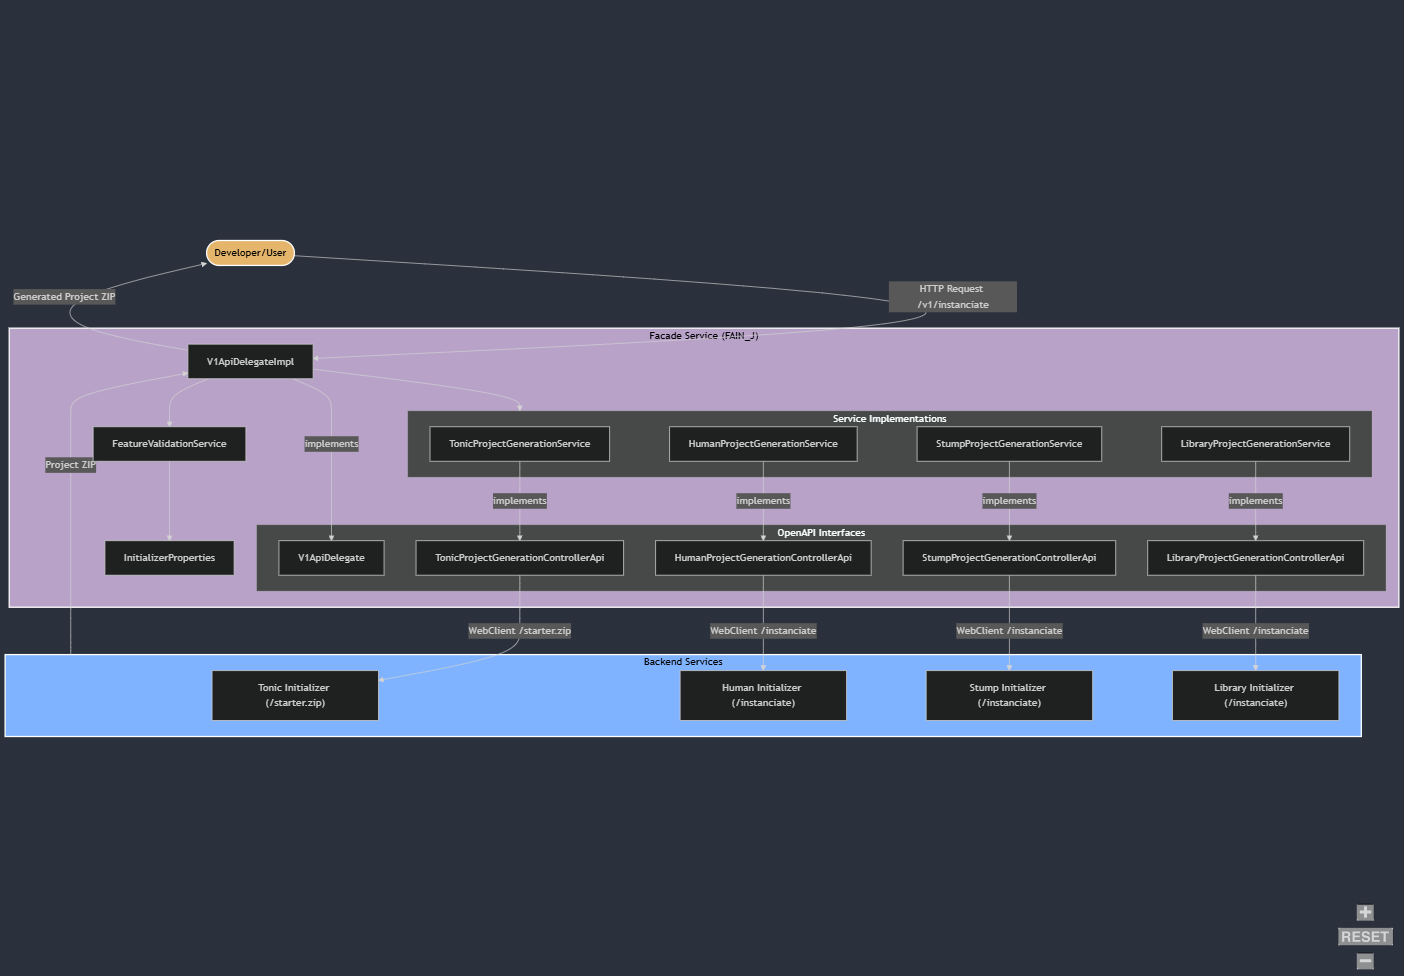 Developer/User
Generated Project ZIP
HTTP Request
/v1/instanciate
Facade Service (FAIN_J)
V1ApiDelegateImpl
Service Implementations
FeatureValidationService
implements
TonicProjectGenerationService
HumanProjectGenerationService
StumpProjectGenerationService
LibraryProjectGenerationService
Project ZIP
implements
implements
implements
implements
OpenAPI Interfaces
InitializerProperties
V1ApiDelegate
TonicProjectGenerationControllerApi
HumanProjectGenerationControllerApi
StumpProjectGenerationControllerApi
LibraryProjectGenerationControllerApi
WebClient /starter.zip
WebClient /instanciate
WebClient /instanciate
WebClient /instanciate
Backend Services
Tonic Initializer
(/starter.zip)
Human Initializer
(/instanciate)
Stump Initializer
(/instanciate)
Library Initializer
(/instanciate)
+
RESET
−